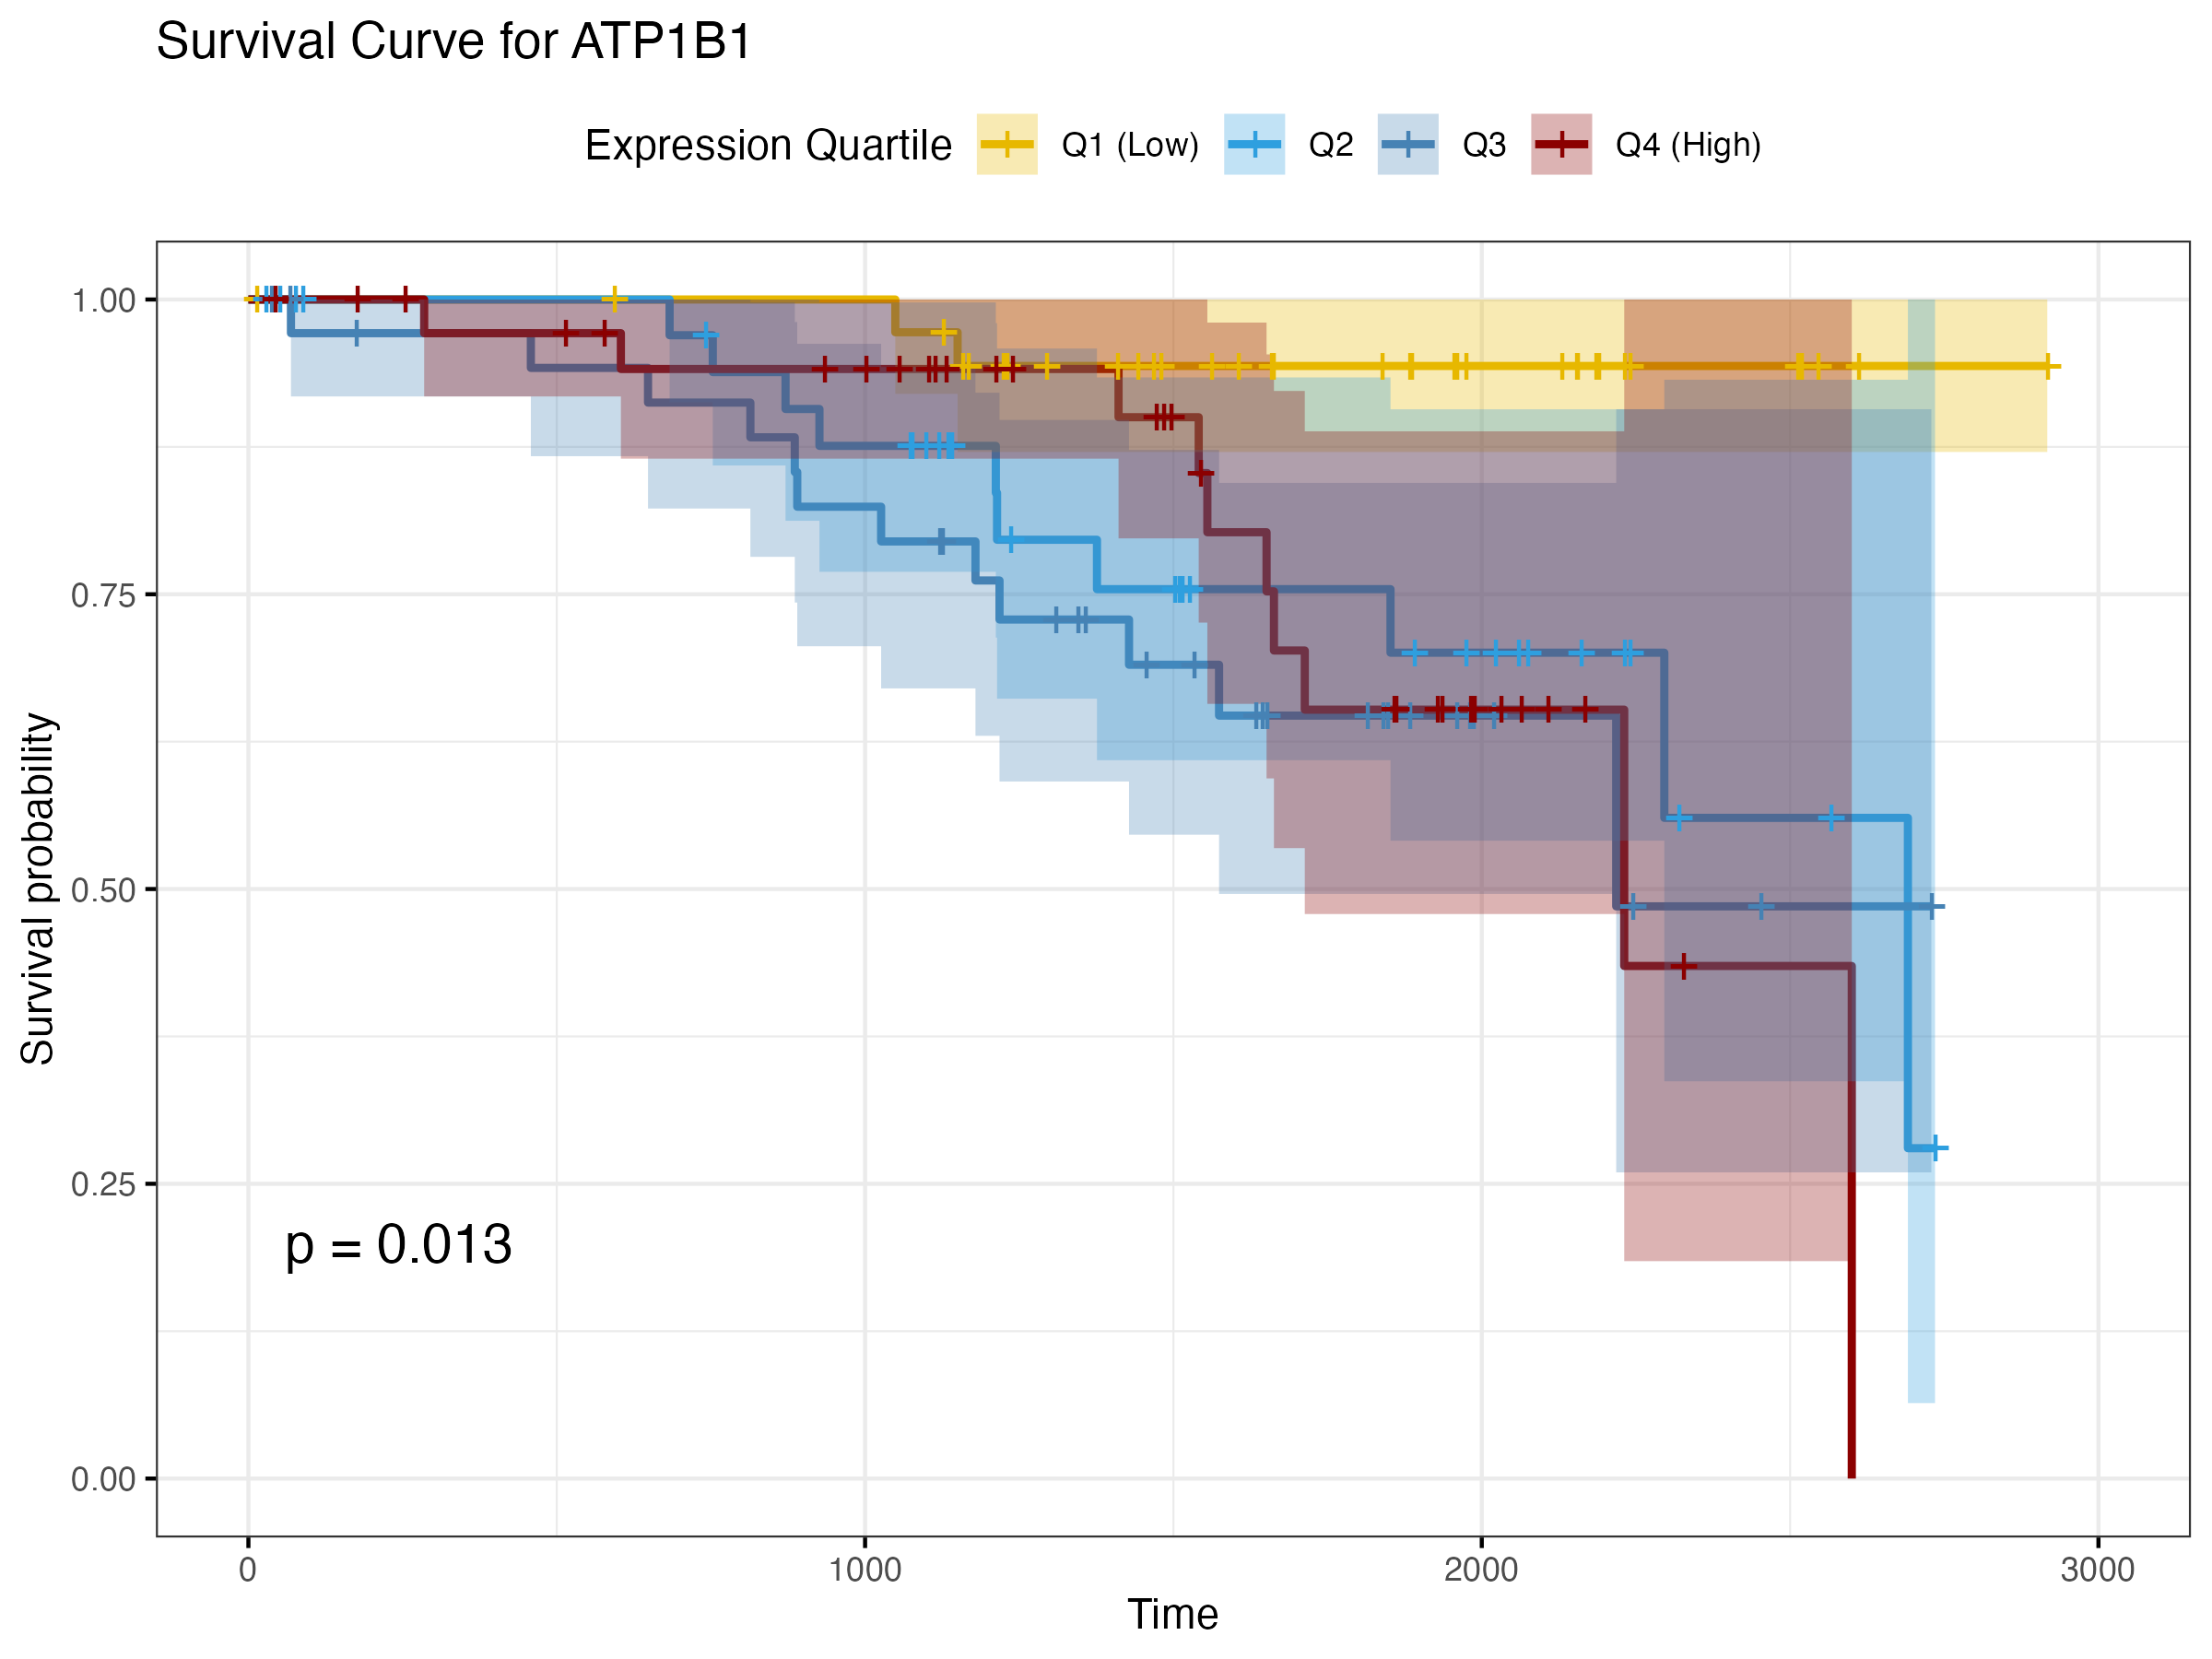 Survival Curve for ATP1B1
Expression Quartile Q1 (Low) Q2 Q3 Q4 (High)
Survival probability
1.00
0.75
0.50
0.25
0.00
p = 0.013
0 1000 2000 3000
Time